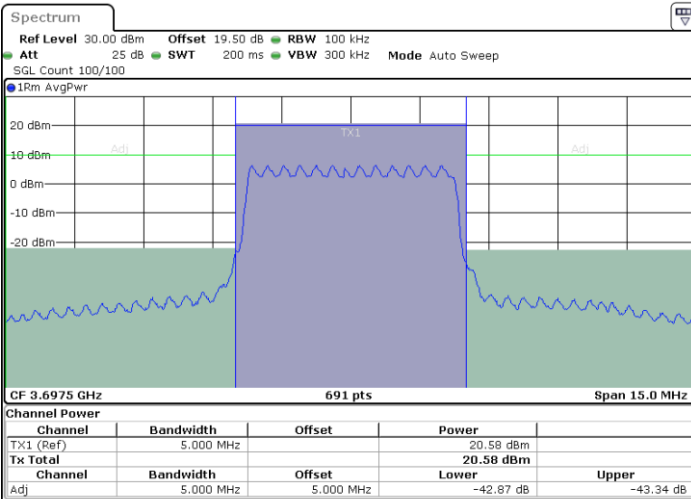 Spectrum
Ref Level 30.00 dBm Offset 19.50 dB RBW 100 kHz
Att 25 dB SWT 200 ms VBW 300 kHz Mode Auto Sweep
SGL Count 100/100
1Rm AvgPwr
20 dBm
TX1
Adj Adj
10 dBm
0 dBm
-10 dBm
-20 dBm
CF 3.6975 GHz 691 pts Span 15.0 MHz
Channel Power
Channel Bandwidth Offset Power
TX1 (Ref) 5.000 MHz 20.58 dBm
Tx Total 20.58 dBm
Channel Bandwidth Offset Lower Upper
Adj 5.000 MHz 5.000 MHz -42.87 dB -43.34 dB